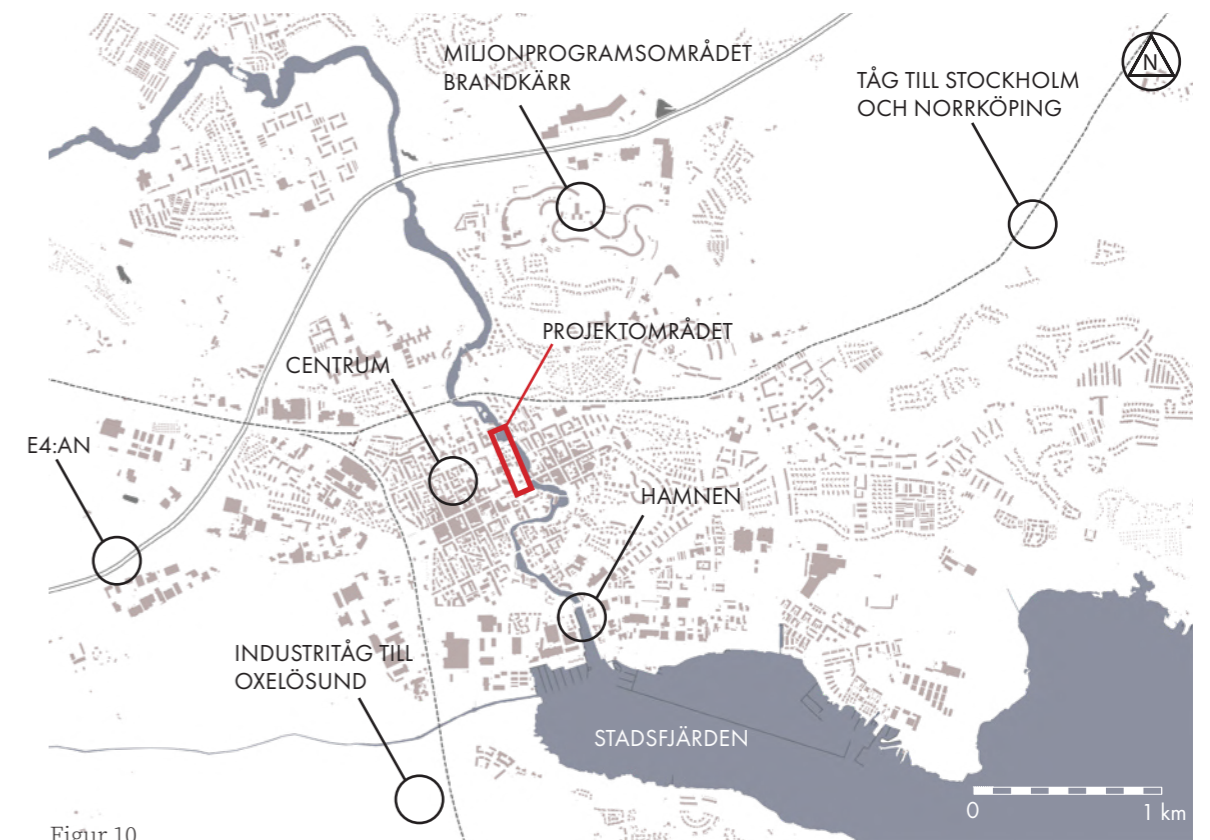 MILJONPROGRAMSOMRÅDET
BRANDKÄRR
TÅG TILL STOCKHOLM
OCH NORRKÖPING
N
PROJEKTOMRÅDET
CENTRUM
E4:AN
HAMNEN
INDUSTRITÅG TILL
OXELÖSUND
STADSFJÄRDEN
0
1 km
Figur 10